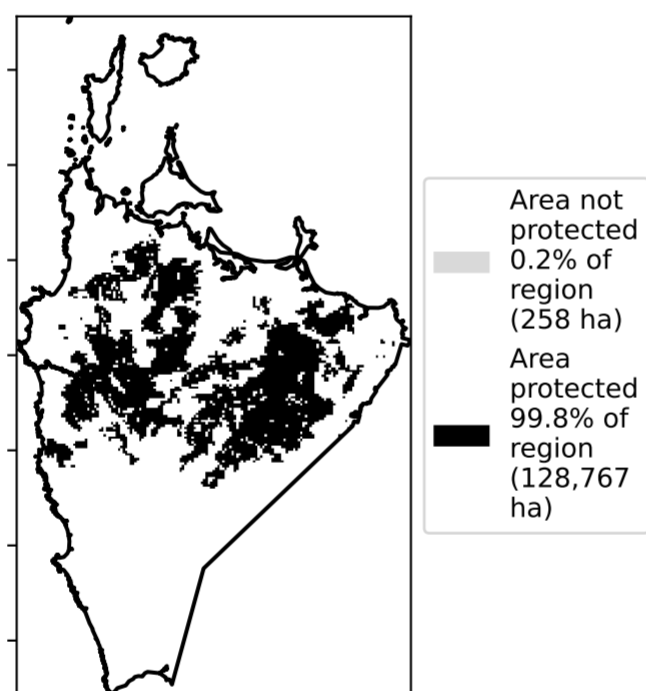 Area not
protected
0.2% of
region
(258 ha)
Area
protected
99.8% of
region
(128,767
ha)